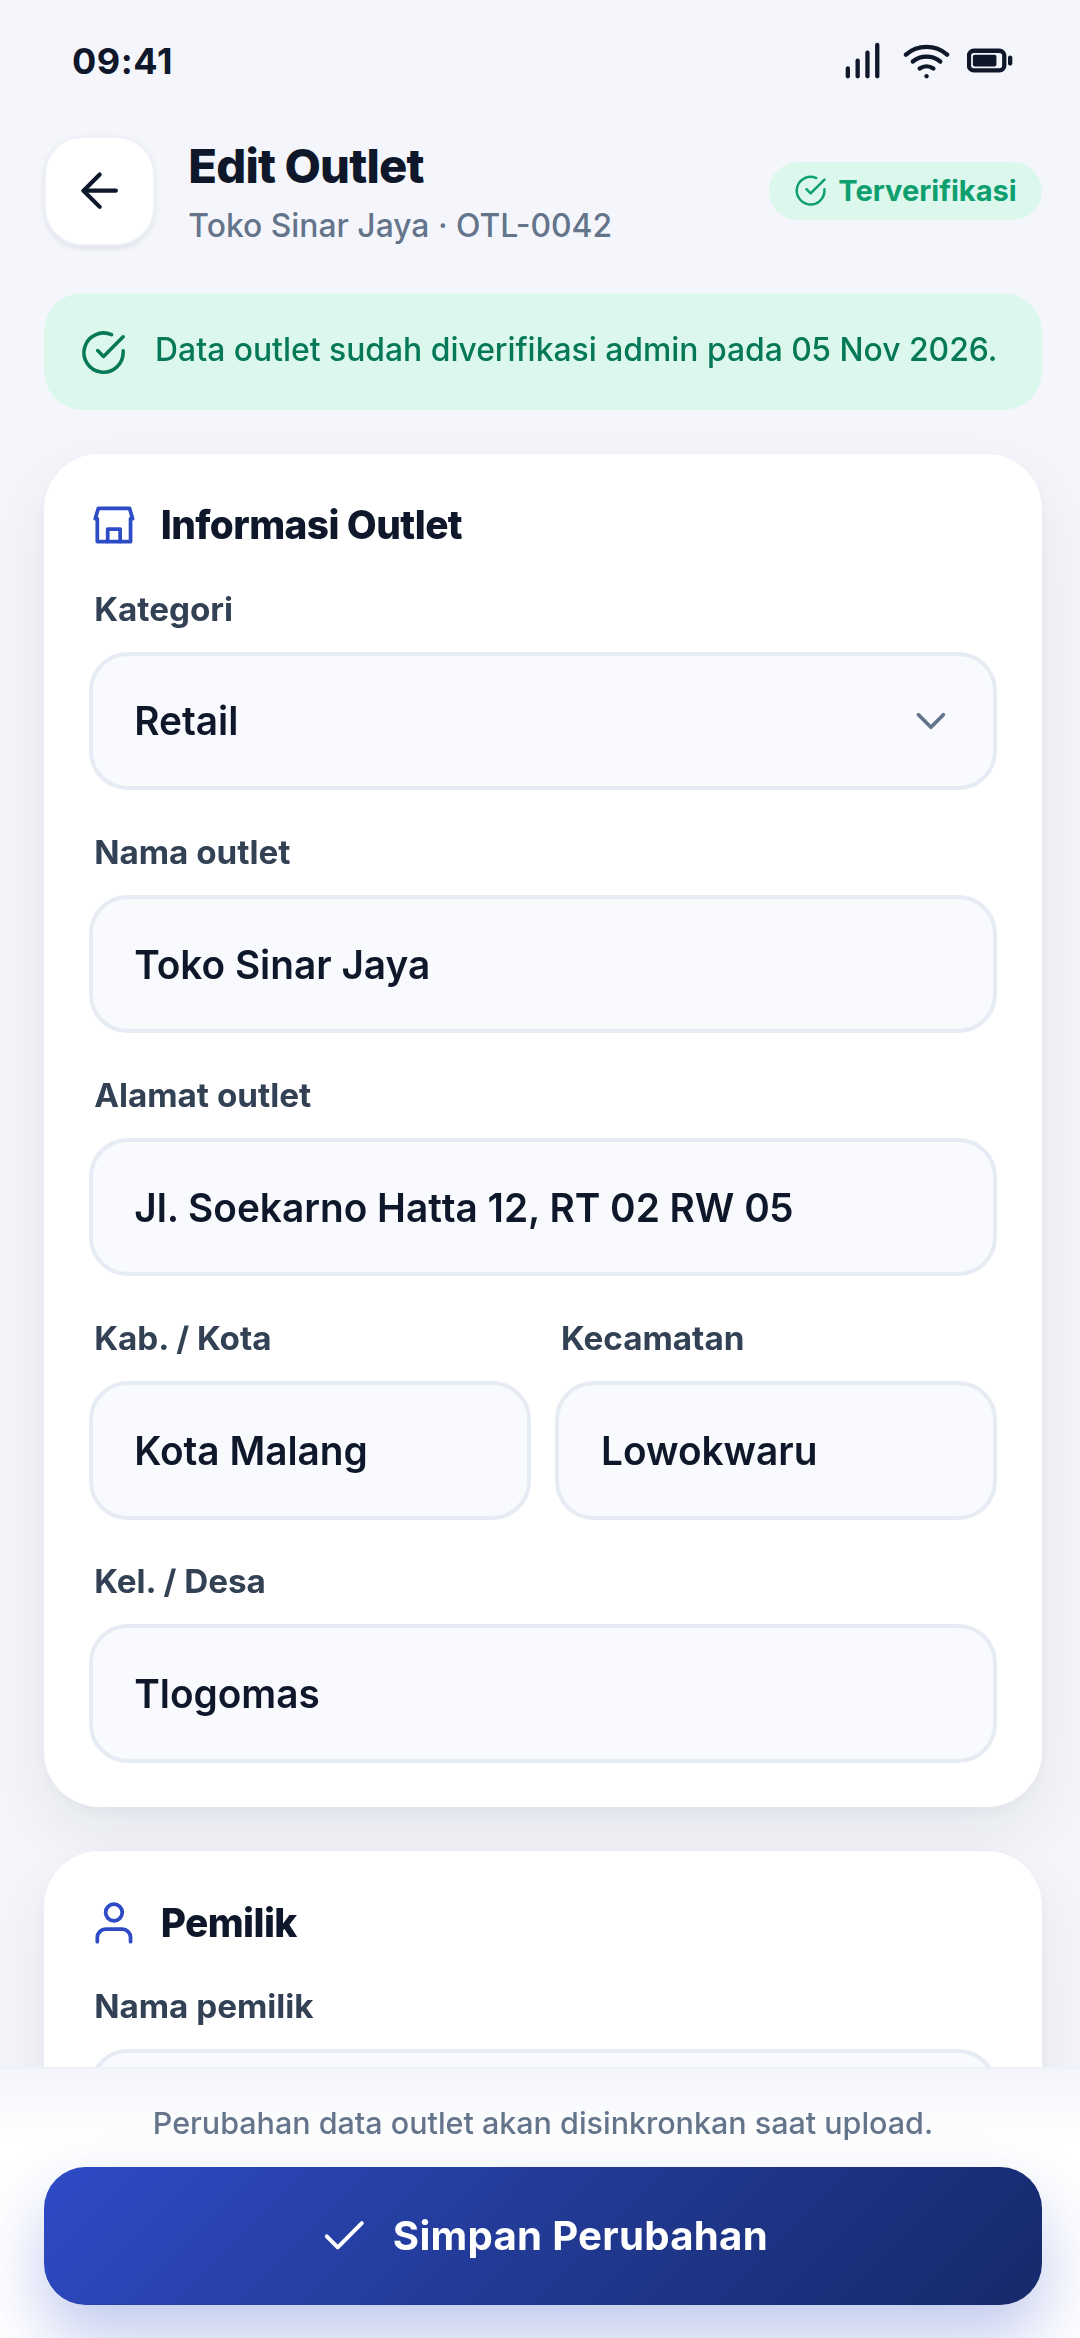 09:41
Edit Outlet
Toko Sinar Jaya · OTL-0042
Terverifikasi
Data outlet sudah diverifikasi admin pada 05 Nov 2026.
Informasi Outlet
Kategori
Retail
Nama outlet
Toko Sinar Jaya
Alamat outlet
Jl. Soekarno Hatta 12, RT 02 RW 05
Kab. / Kota
Kecamatan
Kota Malang
Lowokwaru
Kel. / Desa
Tlogomas
Pemilik
Nama pemilik
Perubahan data outlet akan disinkronkan saat upload.
Simpan Perubahan